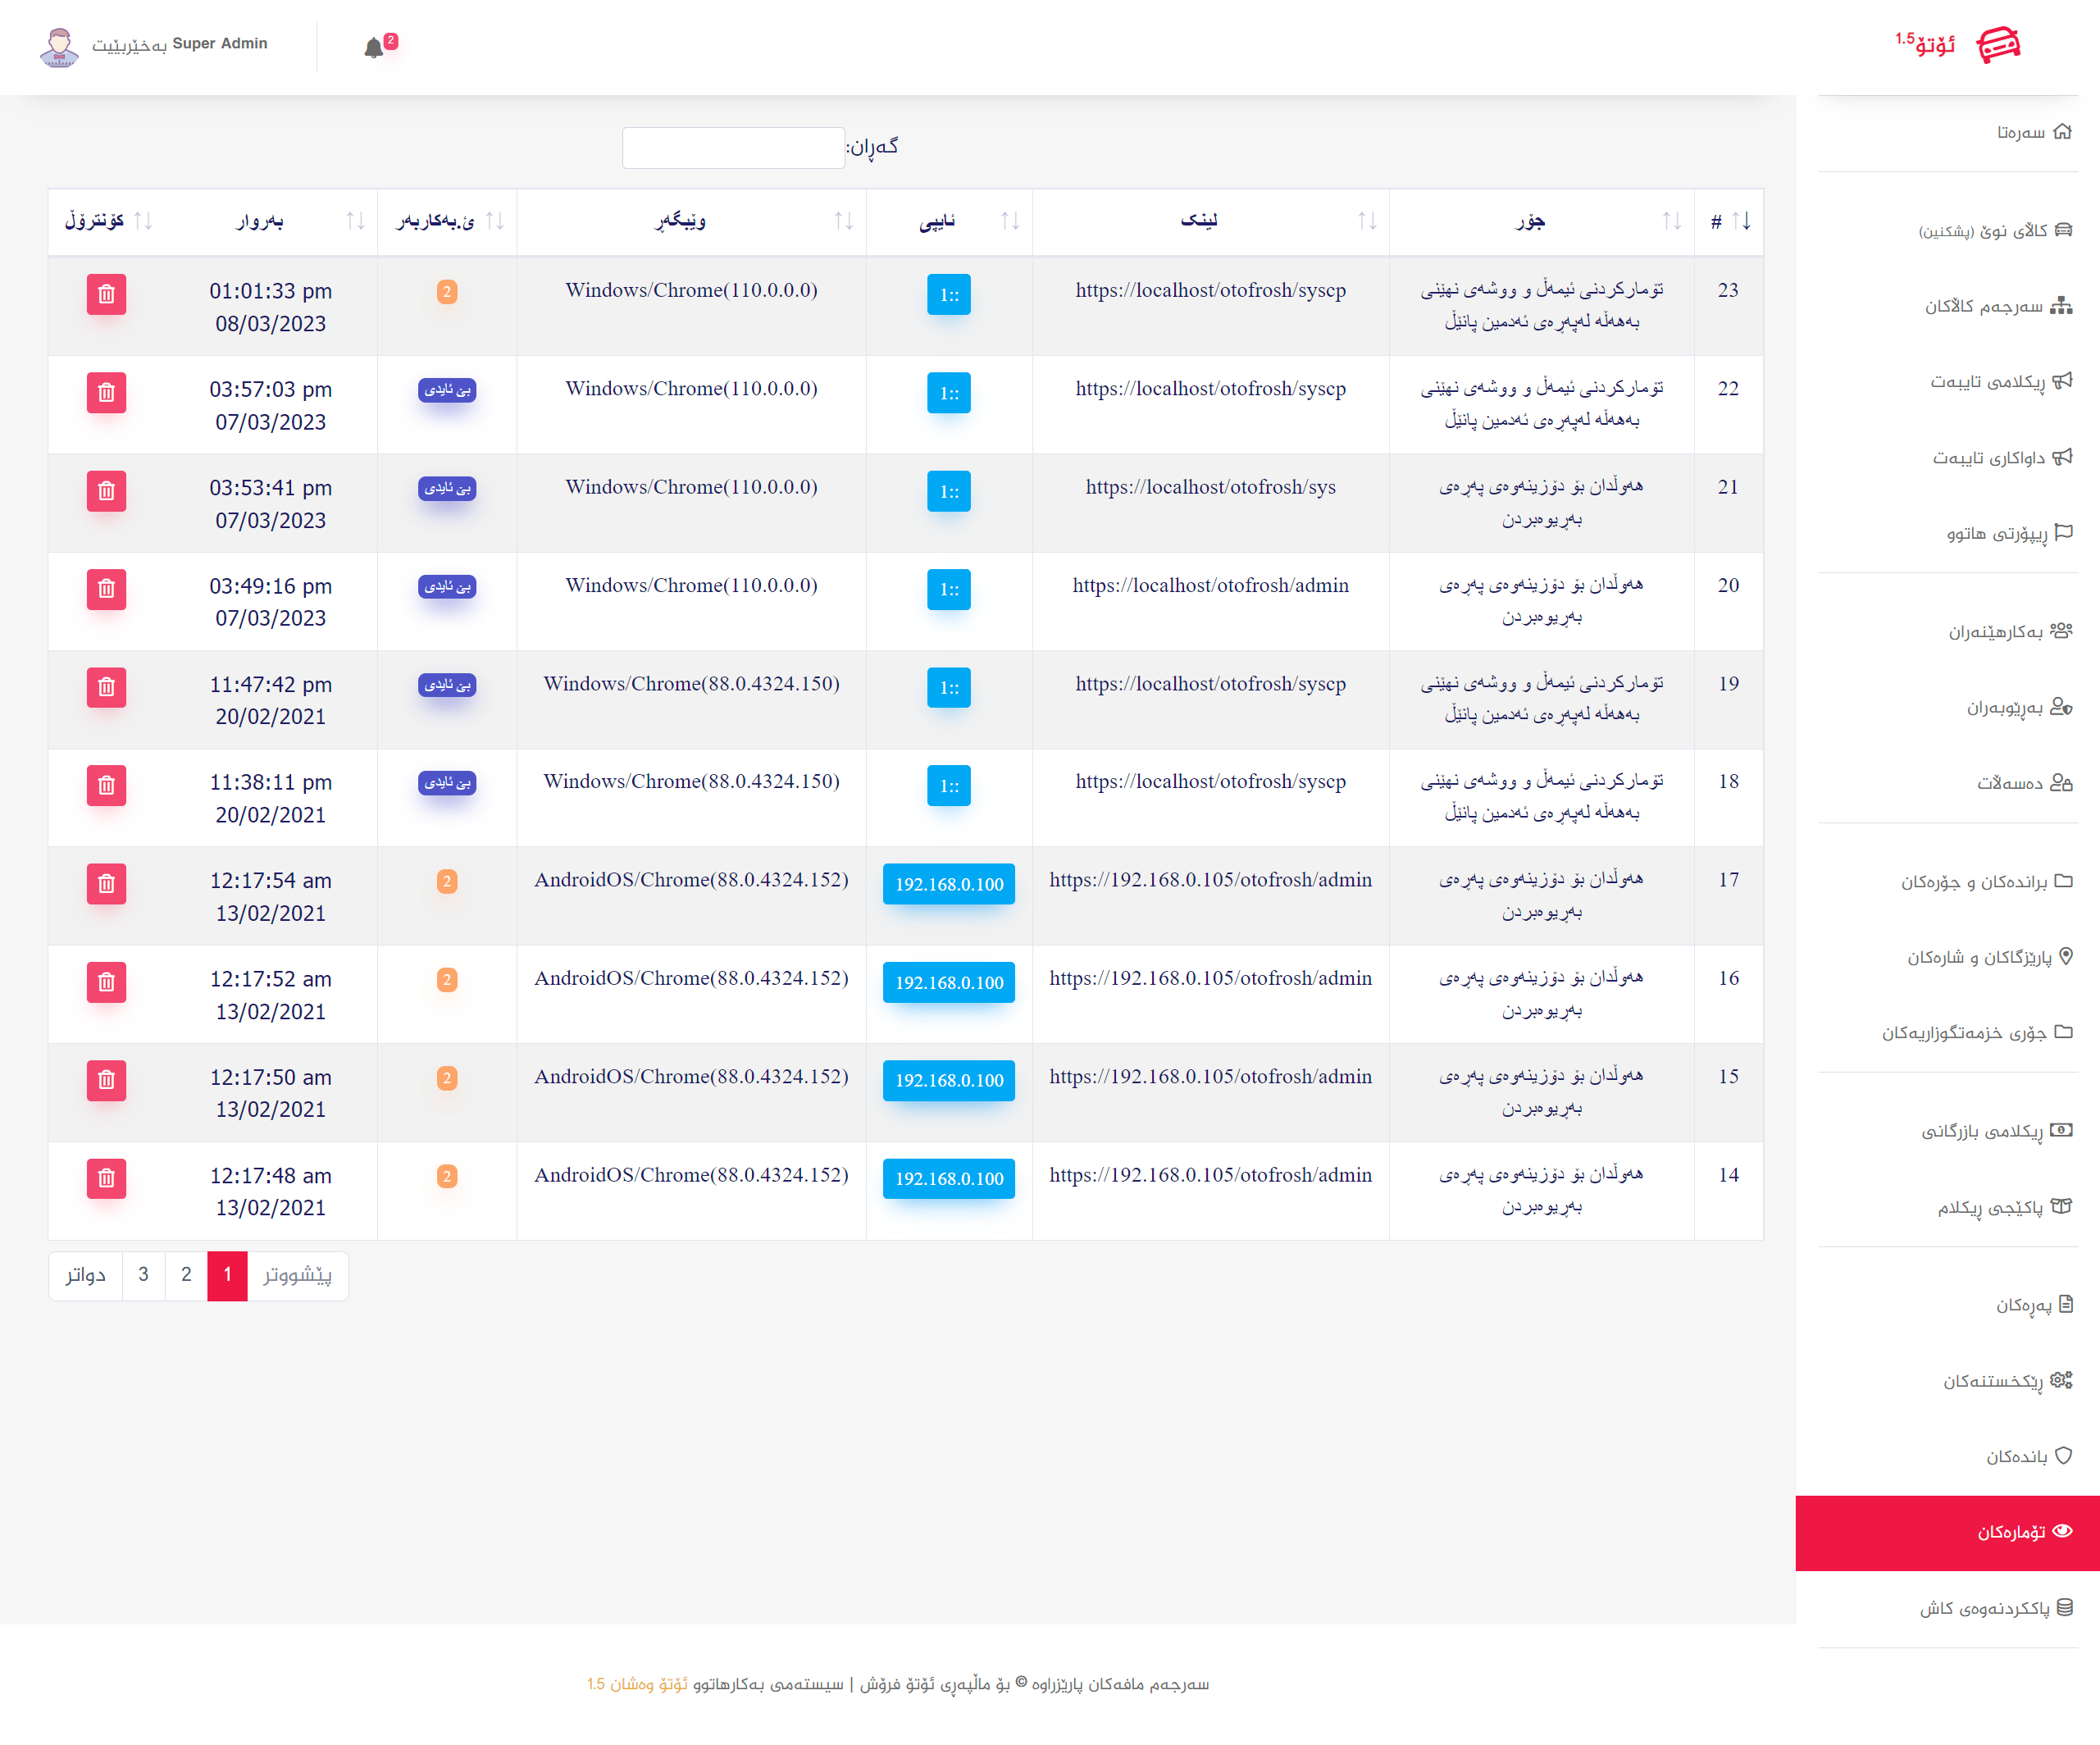 ئۆتۆ1.5
2
بەخێربێیت Super Admin
سەرەتا
کاڵای نوێ (پشکنین)
سەرجەم کاڵاکان
ڕیکلامی تایبەت
داواکاری تایبەت
ڕیپۆرتی هاتوو
بەکارهێنەران
بەڕێوبەران
دەسەڵات
براندەکان و جۆرەکان
پارێزگاکان و شارەکان
جۆری خزمەتگوزاریەکان
ڕیکلامی بازرگانی
پاکێجی ڕیکلام
پەڕەکان
ڕێکخستنەکان
باندەکان
تۆمارەکان
پاککردنەوەی کاش
گەڕان:
# جۆر لینک ئایپی وێبگەڕ ئ.بەکاربەر بەروار کۆنترۆڵ
23 تۆمارکردنی ئیمەڵ و ووشەی نهێنی https://localhost/otofrosh/syscp ::1 Windows/Chrome(110.0.0.0) 2 01:01:33 pm
بەهەڵە لەپەڕەی ئەدمین پانێڵ 08/03/2023
22 تۆمارکردنی ئیمەڵ و ووشەی نهێنی https://localhost/otofrosh/syscp ::1 Windows/Chrome(110.0.0.0) بێ ئایدی 03:57:03 pm
بەهەڵە لەپەڕەی ئەدمین پانێڵ 07/03/2023
21 هەوڵدان بۆ دۆزینەوەی پەڕەی https://localhost/otofrosh/sys ::1 Windows/Chrome(110.0.0.0) بێ ئایدی 03:53:41 pm
بەڕیوەبردن 07/03/2023
20 هەوڵدان بۆ دۆزینەوەی پەڕەی https://localhost/otofrosh/admin ::1 Windows/Chrome(110.0.0.0) بێ ئایدی 03:49:16 pm
بەڕیوەبردن 07/03/2023
19 تۆمارکردنی ئیمەڵ و ووشەی نهێنی https://localhost/otofrosh/syscp ::1 Windows/Chrome(88.0.4324.150) بێ ئایدی 11:47:42 pm
بەهەڵە لەپەڕەی ئەدمین پانێڵ 20/02/2021
18 تۆمارکردنی ئیمەڵ و ووشەی نهێنی https://localhost/otofrosh/syscp ::1 Windows/Chrome(88.0.4324.150) بێ ئایدی 11:38:11 pm
بەهەڵە لەپەڕەی ئەدمین پانێڵ 20/02/2021
17 هەوڵدان بۆ دۆزینەوەی پەڕەی https://192.168.0.105/otofrosh/admin 192.168.0.100 AndroidOS/Chrome(88.0.4324.152) 2 12:17:54 am
بەڕیوەبردن 13/02/2021
16 هەوڵدان بۆ دۆزینەوەی پەڕەی https://192.168.0.105/otofrosh/admin 192.168.0.100 AndroidOS/Chrome(88.0.4324.152) 2 12:17:52 am
بەڕیوەبردن 13/02/2021
15 هەوڵدان بۆ دۆزینەوەی پەڕەی https://192.168.0.105/otofrosh/admin 192.168.0.100 AndroidOS/Chrome(88.0.4324.152) 2 12:17:50 am
بەڕیوەبردن 13/02/2021
14 هەوڵدان بۆ دۆزینەوەی پەڕەی https://192.168.0.105/otofrosh/admin 192.168.0.100 AndroidOS/Chrome(88.0.4324.152) 2 12:17:48 am
بەڕیوەبردن 13/02/2021
پێشووتر 1 2 3 دواتر
سەرجەم مافەکان پارێزراوە © بۆ ماڵپەڕی ئۆتۆ فرۆش | سیستەمی بەکارهاتوو ئۆتۆ وەشان 1.5